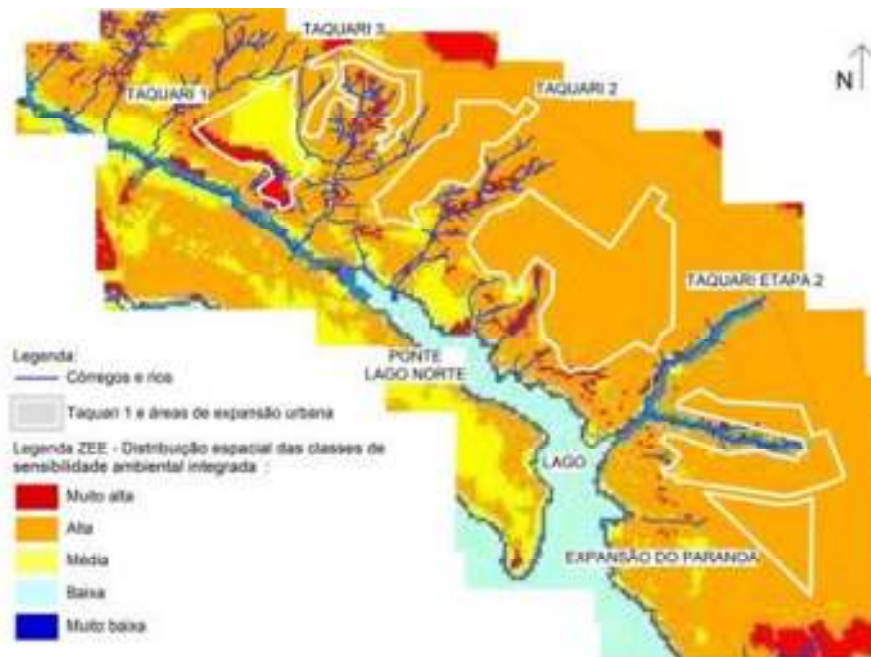 TAQUARI 3
N
TAQUARI 1
TAQUARI 2
TAQUARI ETAPA 2
PONTE
LAGO NORTE
LAGO
EXPANSÃO DO PARANOÁ
Legenda:
Córregos e rios
Taquari 1 e áreas de expansão urbana
Legenda ZEE - Distribuição espacial das classes de
sensibilidade ambiental integrada :
Muito alta
Alta
Média
Baixa
Muito baixa